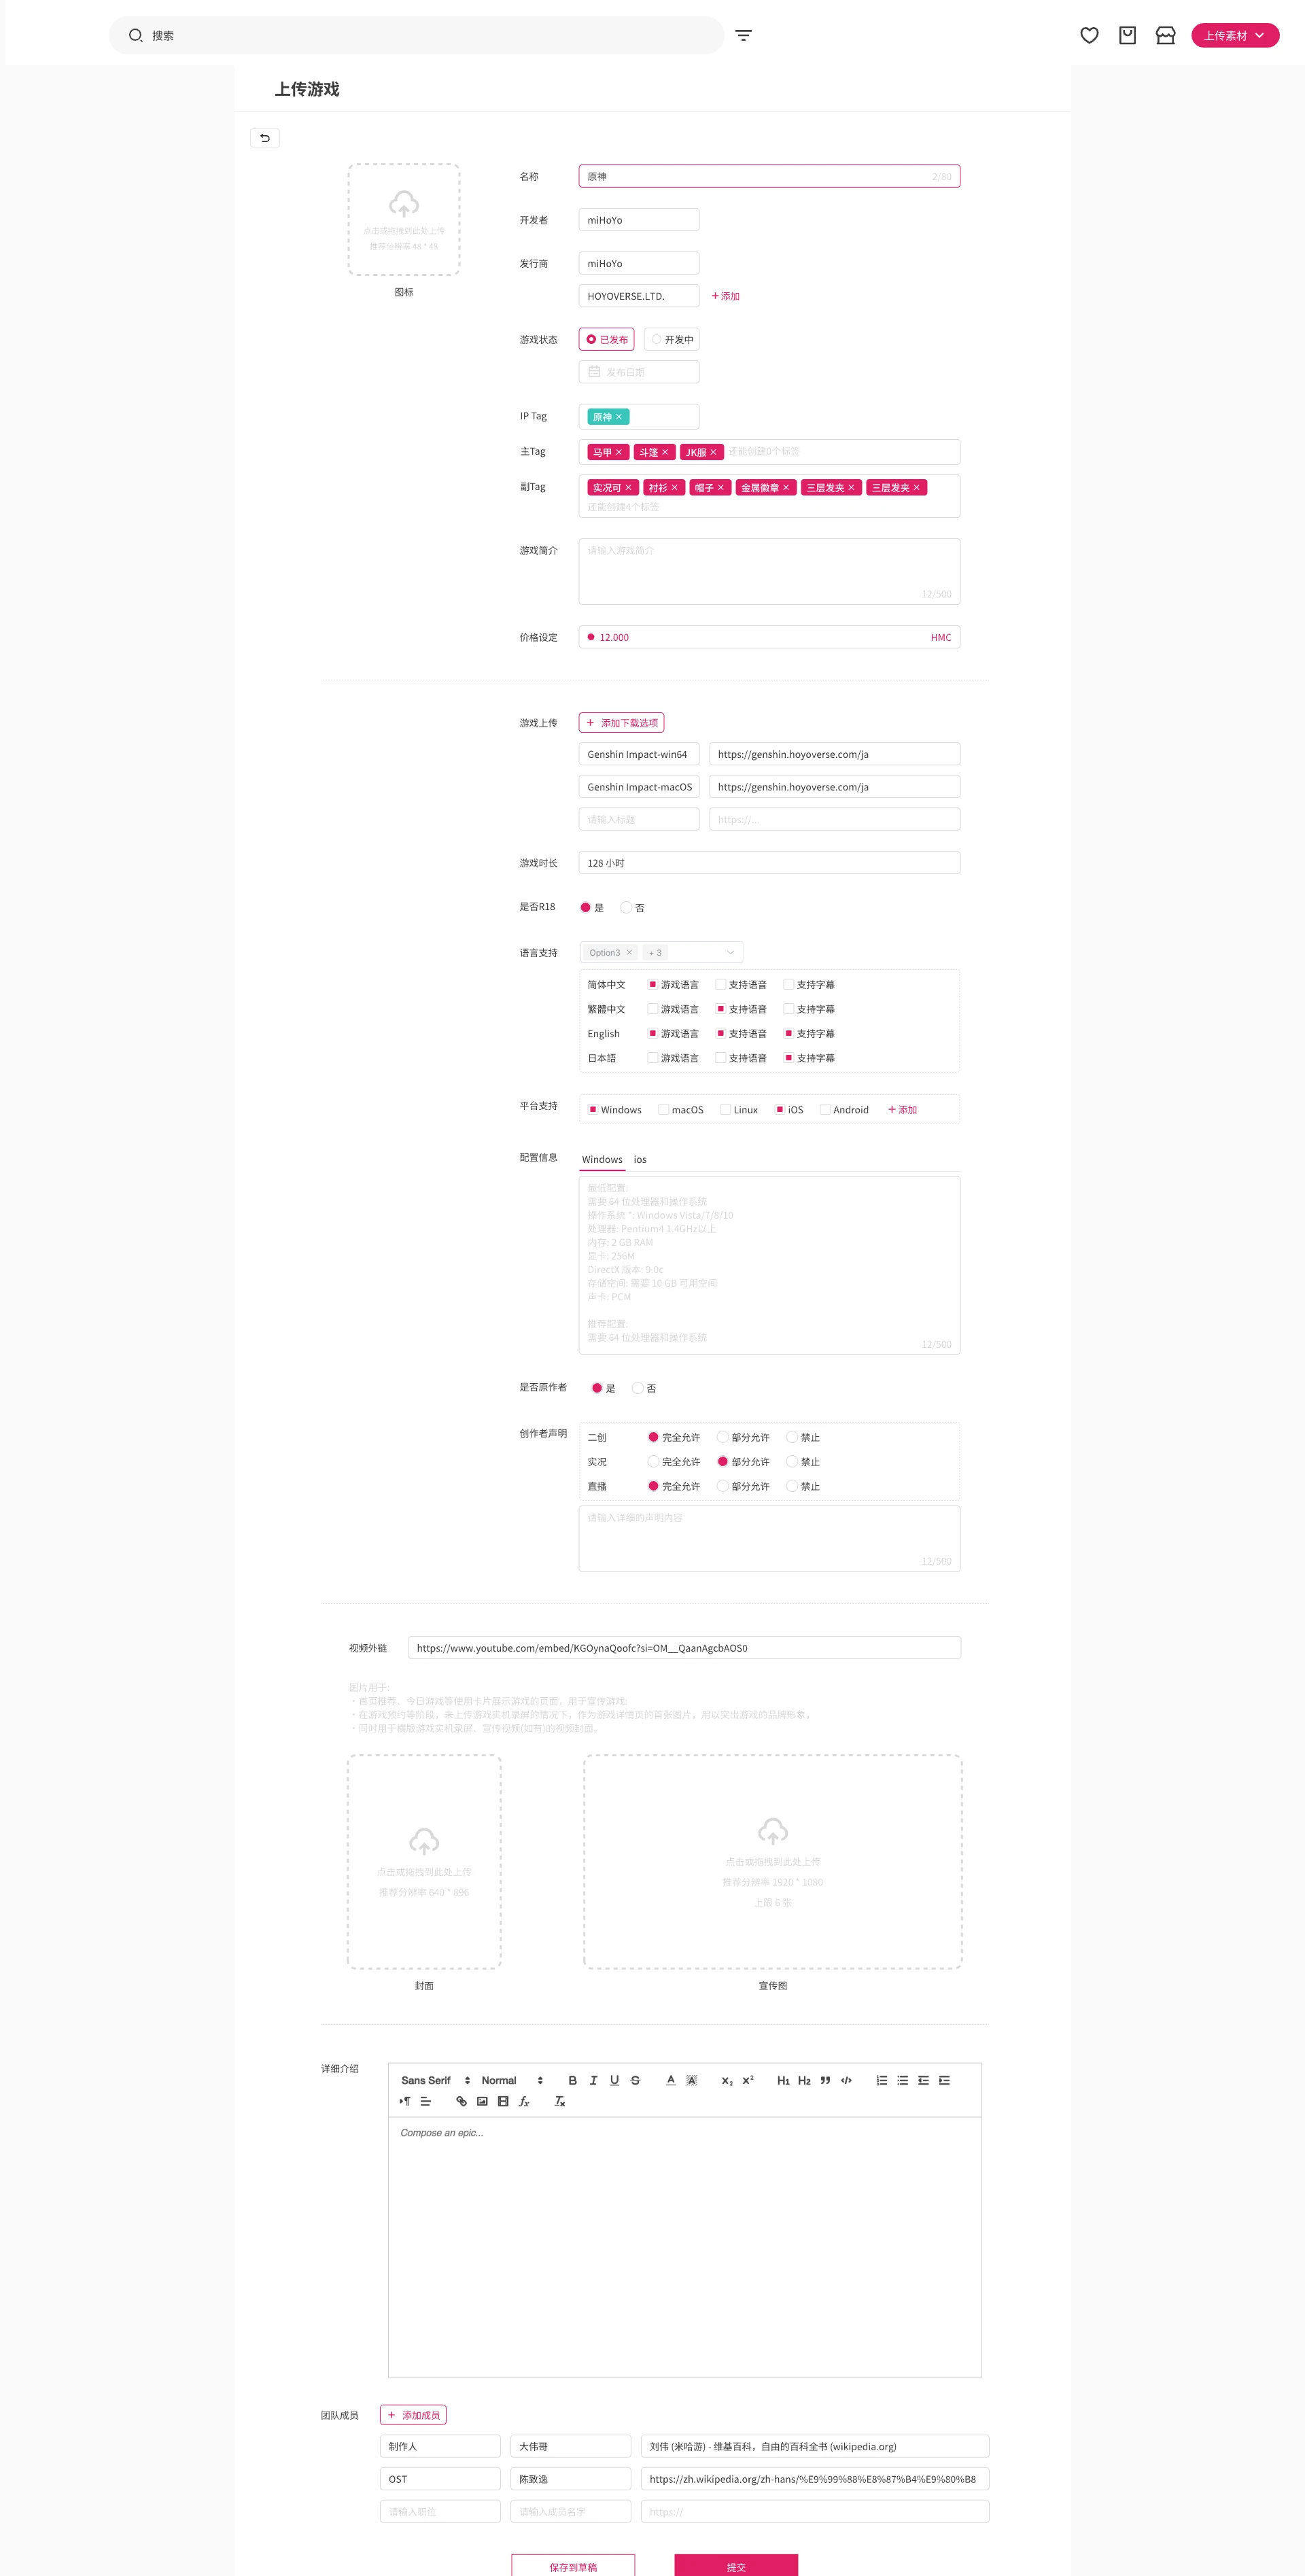 搜索
上传素材
上传游戏
点击或拖拽到此处上传
推荐分辨率 48 * 48
图标
名称
原神
2/80
开发者
miHoYo
发行商
miHoYo
HOYOVERSE.LTD.
添加
游戏状态
已发布
开发中
发布日期
IP Tag
原神
主Tag
马甲
斗篷
JK服
还能创建0个标签
副Tag
实况可
衬衫
帽子
金属徽章
三层发夹
三层发夹
还能创建4个标签
游戏简介
请输入游戏简介
12/500
价格设定
12.000
HMC
游戏上传
添加下载选项
Genshin Impact-win64
https://genshin.hoyoverse.com/ja
Genshin Impact-macOS
https://genshin.hoyoverse.com/ja
请输入标题
https://...
游戏时长
128 小时
是否R18
是
否
语言支持
Option3
+ 3
简体中文 游戏语言 支持语音 支持字幕
繁體中文 游戏语言 支持语音 支持字幕
English 游戏语言 支持语音 支持字幕
日本語 游戏语言 支持语音 支持字幕
平台支持
Windows macOS Linux iOS Android 添加
配置信息
Windows ios
最低配置:
需要 64 位处理器和操作系统
操作系统 *: Windows Vista/7/8/10
处理器: Pentium4 1.4GHz以上
内存: 2 GB RAM
显卡: 256M
DirectX 版本: 9.0c
存储空间: 需要 10 GB 可用空间
声卡: PCM
推荐配置:
需要 64 位处理器和操作系统
12/500
是否原作者
是
否
创作者声明
二创 完全允许 部分允许 禁止
实况 完全允许 部分允许 禁止
直播 完全允许 部分允许 禁止
请输入详细的声明内容
12/500
视频外链
https://www.youtube.com/embed/KGOynaQoofc?si=OM__QaanAgcbAOS0
图片用于:
・首页推荐、今日游戏等使用卡片展示游戏的页面，用于宣传游戏;
・在游戏预约等阶段，未上传游戏实机录屏的情况下，作为游戏详情页的首张图片，用以突出游戏的品牌形象，
・同时用于横版游戏实机录屏、宣传视频(如有)的视频封面。
点击或拖拽到此处上传
推荐分辨率 640 * 896
封面
点击或拖拽到此处上传
推荐分辨率 1920 * 1080
上限 6 张
宣传图
详细介绍
Sans Serif
Normal
Compose an epic...
团队成员
添加成员
制作人
大伟哥
刘伟 (米哈游) - 维基百科，自由的百科全书 (wikipedia.org)
OST
陈致逸
https://zh.wikipedia.org/zh-hans/%E9%99%88%E8%87%B4%E9%80%B8
请输入职位
请输入成员名字
https://
保存到草稿
提交